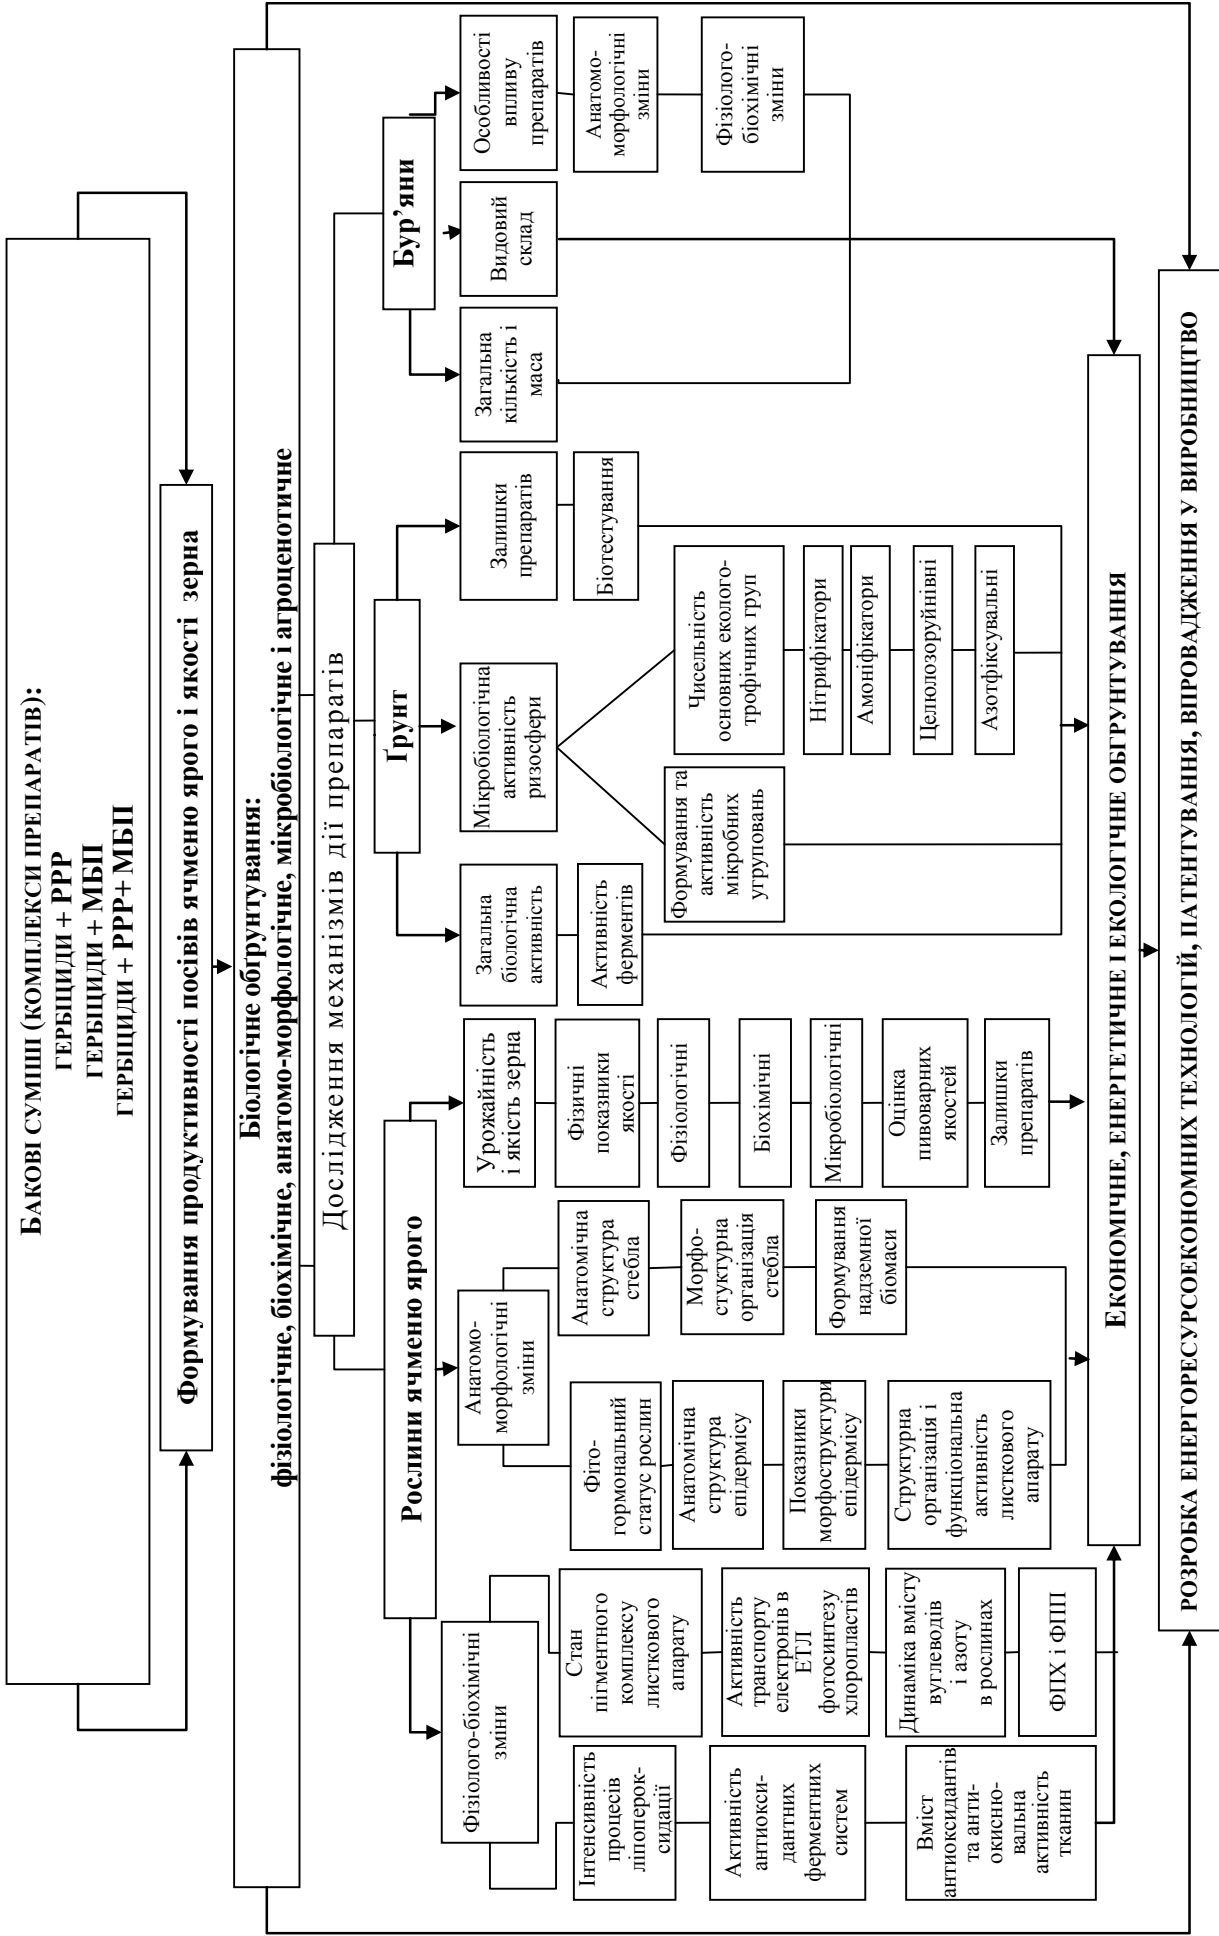 БАКОВІ СУМІШІ (КОМПЛЕКСИ ПРЕПАРАТІВ):
ГЕРБІЦИДИ + РРР
ГЕРБІЦИДИ + МБП
ГЕРБІЦИДИ + РРР+ МБП
Формування продуктивності посівів ячменю ярого і якості зерна
Біологічне обґрунтування:
фізіологічне, біохімічне, анатомо-морфологічне, мікробіологічне і агроценотичне
Дослідження механізмів дії препаратів
Рослини ячменю ярого
Ґрунт
Бур’яни
Фізіолого-біохімічні
зміни
Інтенсивність
процесів
ліпоперок-
сидації
Активність
антиокси-
дантних
ферментних
систем
Вміст
антиоксидантів
та анти-
окисню-
вальна
активність
тканин
Стан
пігментного
комплексу
листкового
апарату
Активність
транспорту
електронів в
ЕТЛ
фотосинтезу
хлоропластів
Динаміка вмісту
вуглеводів
і азоту
в рослинах
ФПХ і ФПП
Анатомо-
морфологічні
зміни
Фіто-
гормональний
статус рослин
Анатомічна
структура
епідермісу
Показники
морфоструктури
епідермісу
Структурна
організація і
функціональна
активність
листкового
апарату
Анатомічна
структура
стебла
Морфо-
стуктурна
організація
стебла
Формування
надземної
біомаси
Урожайність
і якість зерна
Фізичні
показники
якості
Фізіологічні
Біохімічні
Мікробіологічні
Оцінка
пивоварних
якостей
Залишки
препаратів
Загальна
біологічна
активність
Активність
ферментів
Мікробіологічна
активність
ризосфери
Формування та
активність
мікробних
угруповань
Чисельність
основних еколого-
трофічних груп
Нітрифікатори
Амоніфікатори
Целюлозоруйнівні
Азотфіксувальні
Залишки
препаратів
Біотестування
Загальна
кількість і
маса
Видовий
склад
Особливості
впливу
препаратів
Анатомо-
морфологічні
зміни
Фізіолого-
біохімічні
зміни
ЕКОНОМІЧНЕ, ЕНЕРГЕТИЧНЕ І ЕКОЛОГІЧНЕ ОБГРУНТУВАННЯ
РОЗРОБКА ЕНЕРГОРЕСУРСОЕКОНОМНИХ ТЕХНОЛОГІЙ, ПАТЕНТУВАННЯ, ВПРОВАДЖЕННЯ У ВИРОБНИЦТВО